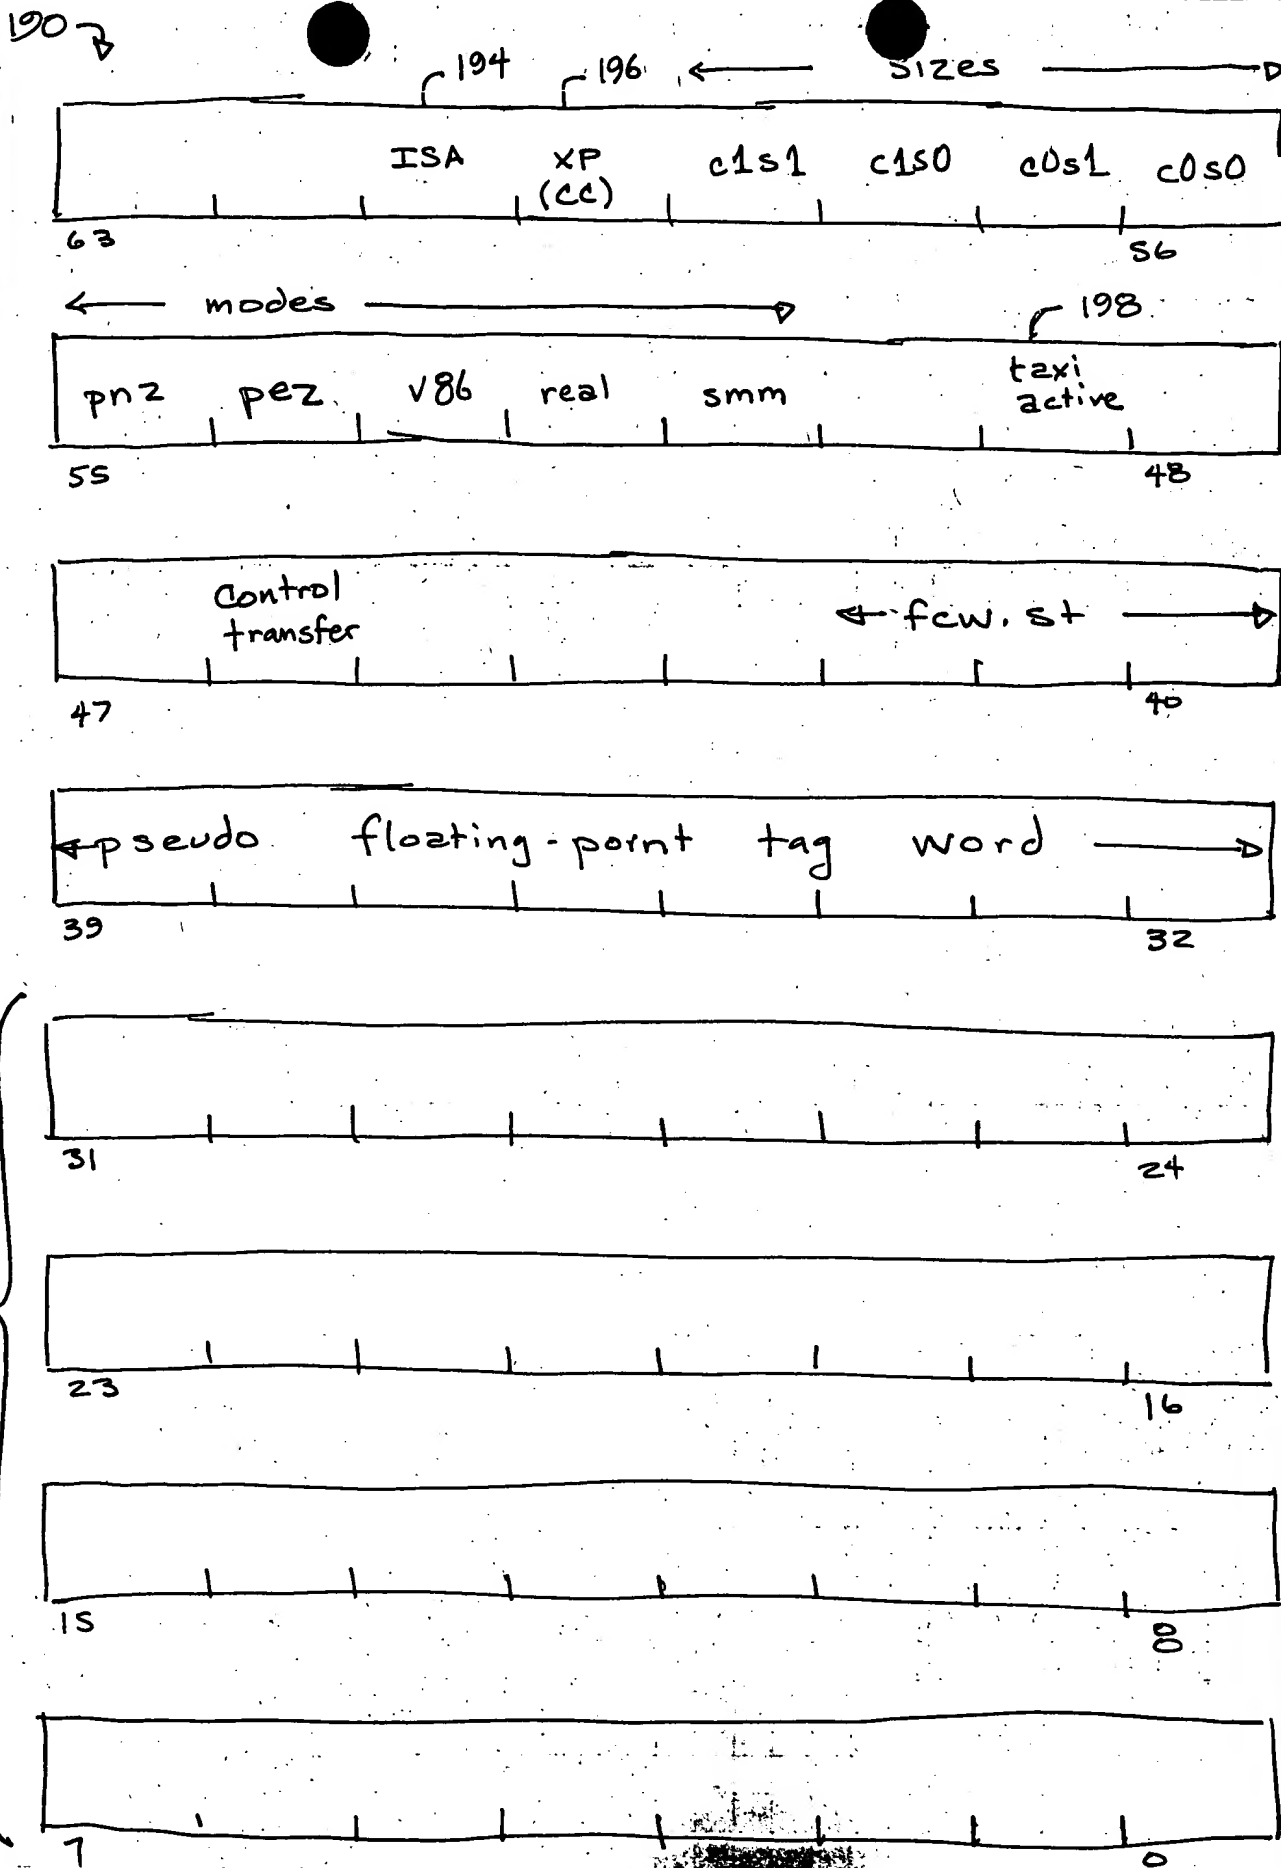 190
194 196 sizes
ISA XP (CC) c1s1 c1s0 c0s1 c0s0
63 56
modes 198
pnz pez v86 real smm taxi active
55 48
control
transfer
fcw.st
47 40
pseudo floating-point tag word
39 32
31 24
23 16
15 8
7 0